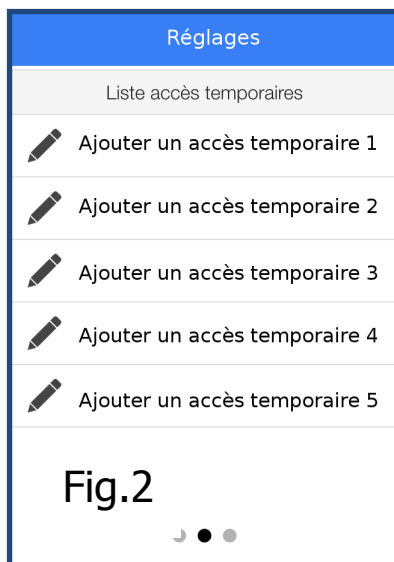 Réglages
Liste accès temporaires
Ajouter un accès temporaire 1
Ajouter un accès temporaire 2
Ajouter un accès temporaire 3
Ajouter un accès temporaire 4
Ajouter un accès temporaire 5
Fig.2